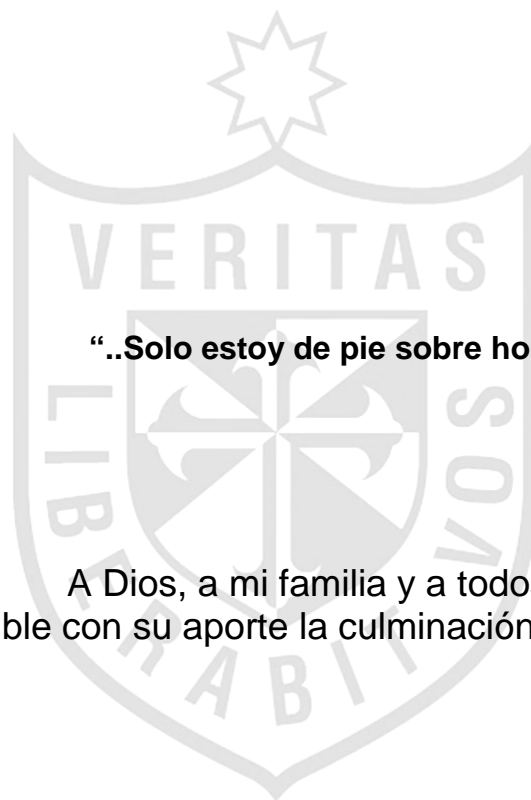 VERITAS
LIBERABIT VOS
“..Solo estoy de pie sobre ho
A Dios, a mi familia y a todo
ble con su aporte la culminación